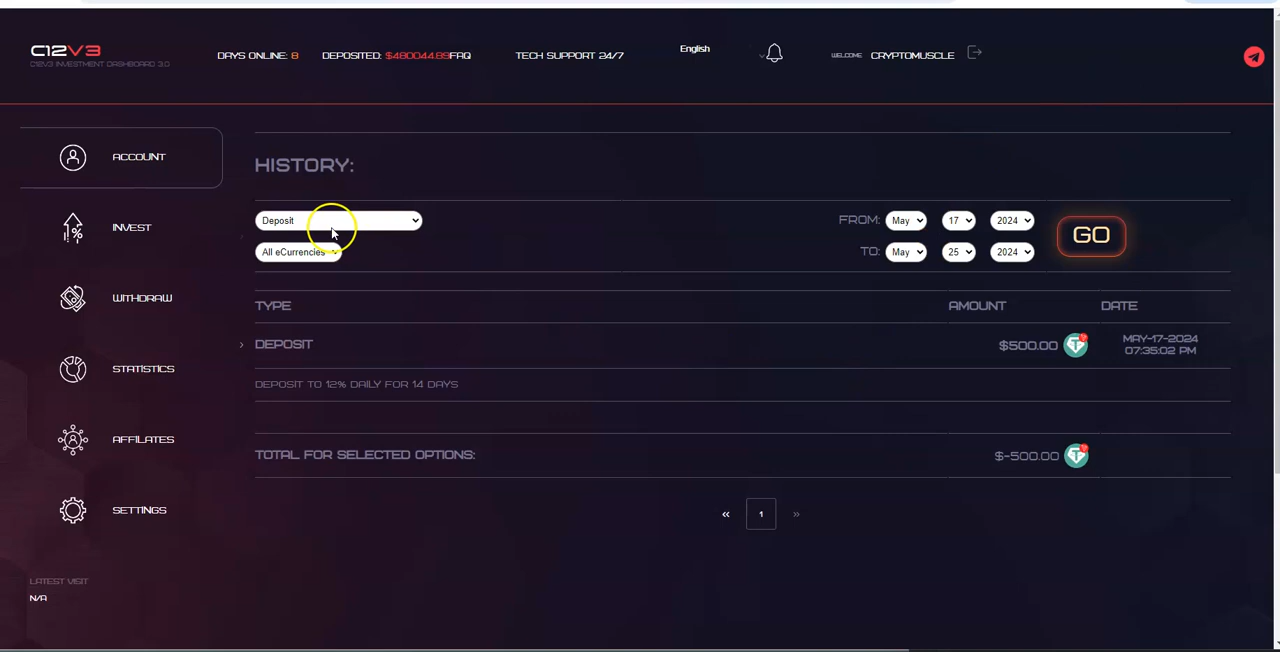 C12V3
C12V3 INVESTMENT DASHBOARD 3.0
DAYS ONLINE: 8
DEPOSITED: $480044.89FAQ
TECH SUPPORT 24/7
English
WELCOME CRYPTOMUSCLE
ACCOUNT
INVEST
WITHDRAW
STATISTICS
AFFILIATES
SETTINGS
LATEST VISIT
N/A
HISTORY:
Deposit
All eCurrencies
FROM: May 17 2024
TO: May 25 2024
GO
TYPE AMOUNT DATE
DEPOSIT $500.00 MAY-17-2024
07:35:02 PM
DEPOSIT TO 12% DAILY FOR 14 DAYS
TOTAL FOR SELECTED OPTIONS: $-500.00
« 1 »